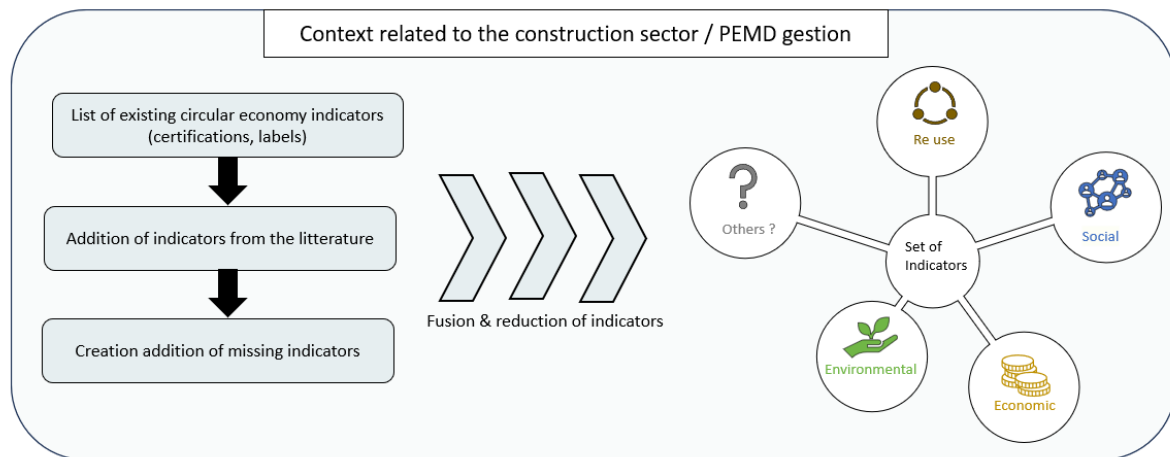 Context related to the construction sector / PEMD gestion
List of existing circular economy indicators
(certifications, labels)
Addition of indicators from the litterature
Creation addition of missing indicators
Fusion & reduction of indicators
Re use
Others ?
Social
Set of
Indicators
Environmental
Economic